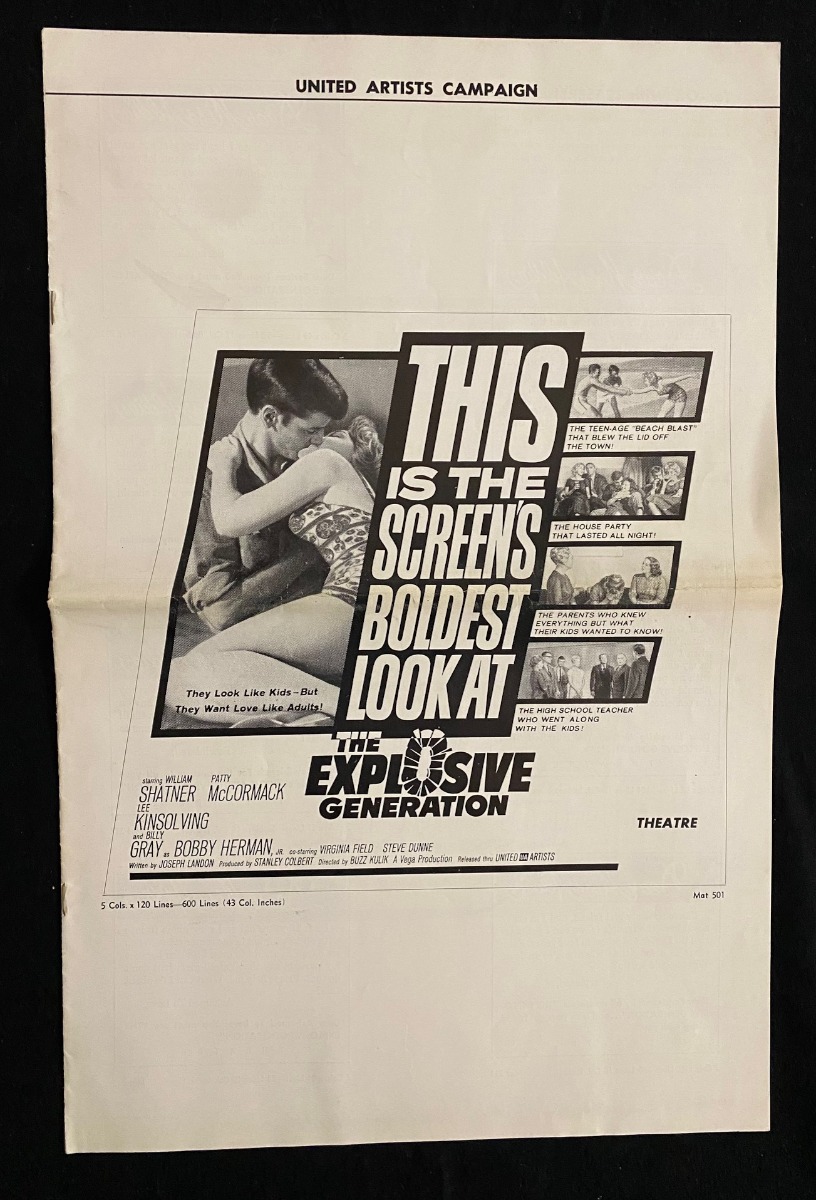 UNITED ARTISTS CAMPAIGN
THIS
IS THE
SCREEN'S
BOLDEST
LOOK AT
They Look Like Kids—But
They Want Love Like Adults!
THE TEEN-AGE "BEACH BLAST"
THAT BLEW THE LID OFF
THE TOWN!
THE HOUSE PARTY
THAT LASTED ALL NIGHT!
THE PARENTS WHO KNEW
EVERYTHING BUT WHAT
THEIR KIDS WANTED TO KNOW!
THE HIGH SCHOOL TEACHER
WHO WENT ALONG
WITH THE KIDS!
THE
EXPLOSIVE
GENERATION
starring WILLIAM SHATNER PATTY McCORMACK
LEE
KINSOLVING
and BILLY
GRAY as BOBBY HERMAN, JR. co-starring VIRGINIA FIELD STEVE DUNNE
Written by JOSEPH LANDON Produced by STANLEY COLBERT Directed by BUZZ KULIK A Vega Production Released thru UNITED UA ARTISTS
THEATRE
5 Cols. x 120 Lines—600 Lines (43 Col. Inches)
Mat 501